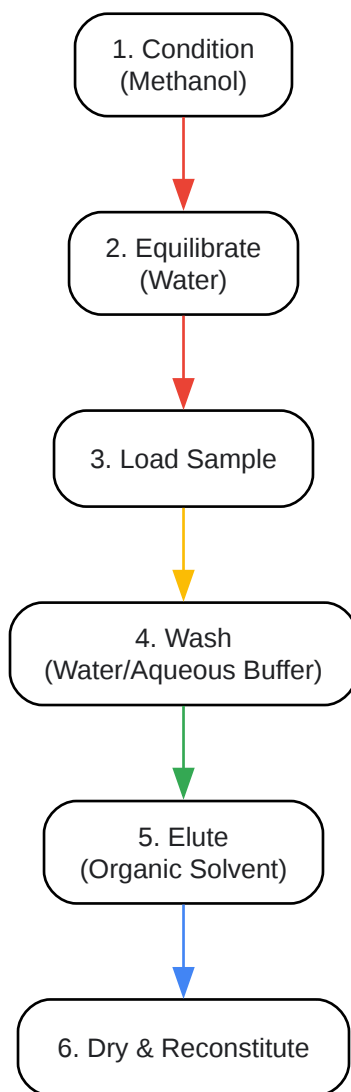 1. Condition
(Methanol)
2. Equilibrate
(Water)
3. Load Sample
4. Wash
(Water/Aqueous Buffer)
5. Elute
(Organic Solvent)
6. Dry & Reconstitute